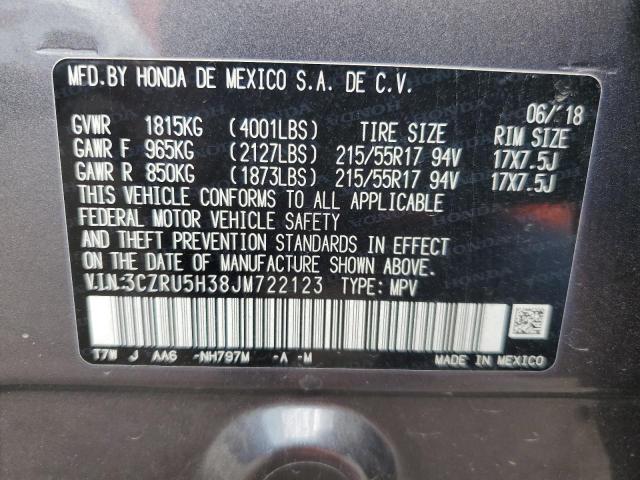 MFD.BY HONDA DE MEXICO S.A. DE C.V.
06/ 18
GVWR 1815KG (4001LBS) TIRE SIZE RIM SIZE
GAWR F 965KG (2127LBS) 215/55R17 94V 17X7.5J
GAWR R 850KG (1873LBS) 215/55R17 94V 17X7.5J
THIS VEHICLE CONFORMS TO ALL APPLICABLE
FEDERAL MOTOR VEHICLE SAFETY
AND THEFT PREVENTION STANDARDS IN EFFECT
ON THE DATE OF MANUFACTURE SHOWN ABOVE.
V.I.N:3CZRU5H38JM722123 TYPE: MPV
T7W J AA6 -NH797M -A -M
MADE IN MEXICO